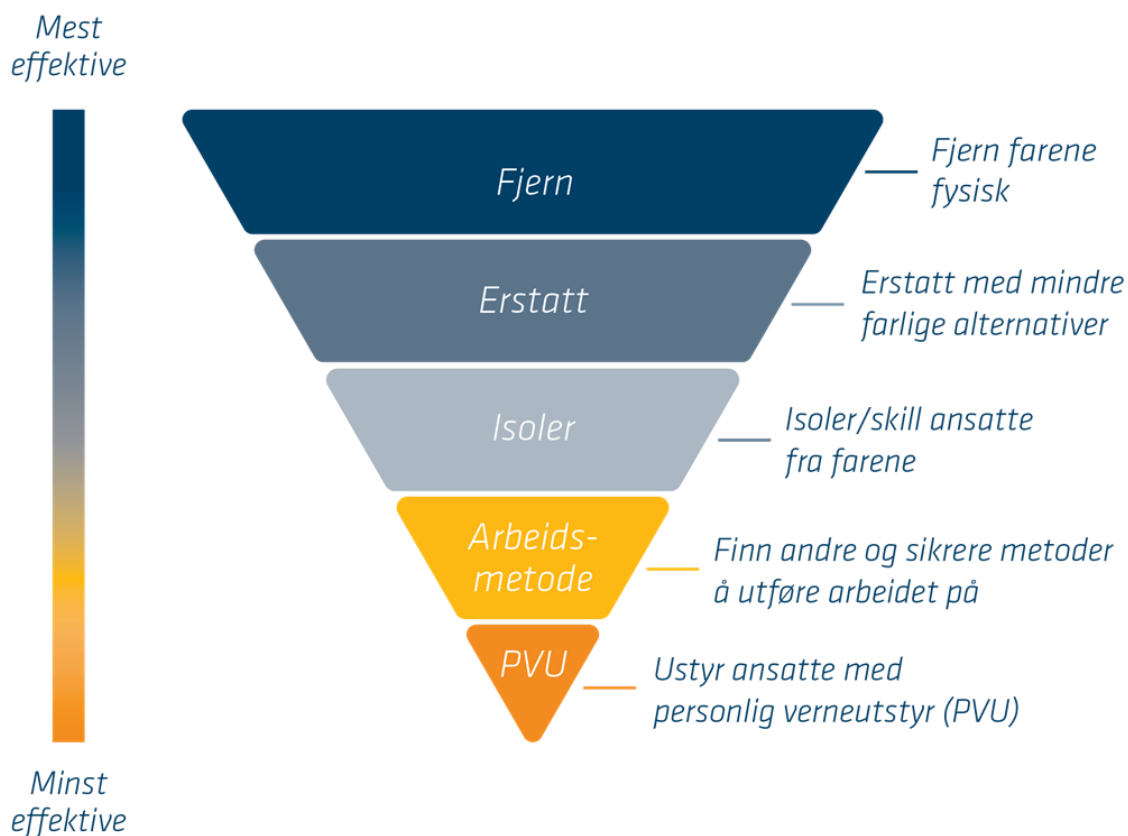 Mest
effektive
Fjern
Fjern farene
fysisk
Erstatt
Erstatt med mindre
farlige alternativer
Isoler
Isoler/skill ansatte
fra farene
Arbeids-
metode
Finn andre og sikrere metoder
å utføre arbeidet på
PVU
Ustyr ansatte med
personlig verneutstyr (PVU)
Minst
effektive